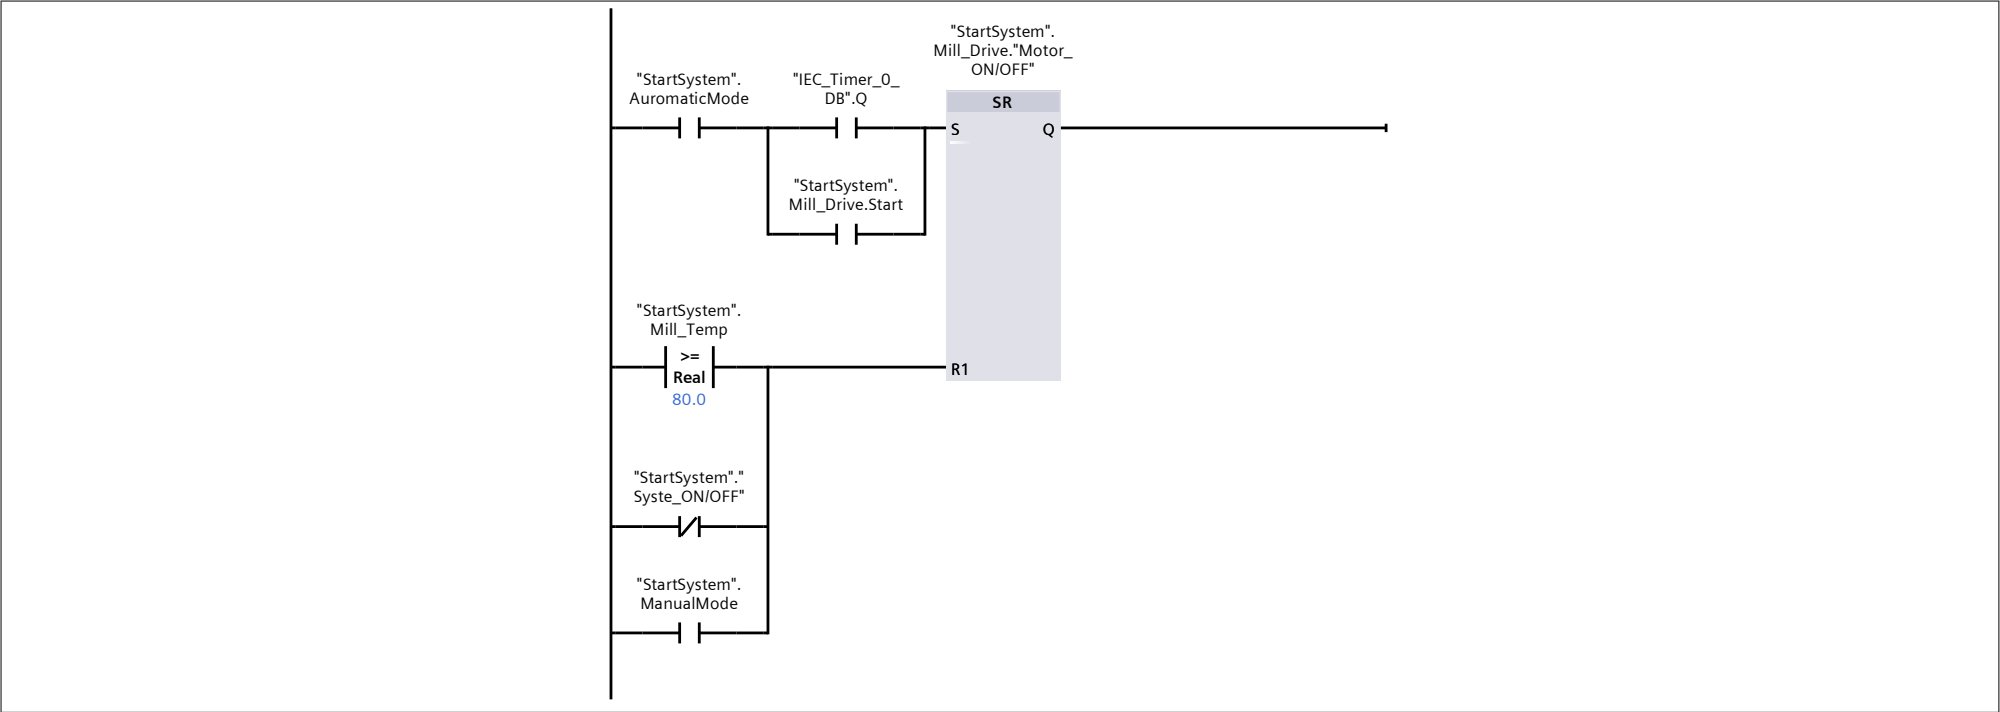 "StartSystem".
Mill_Drive."Motor_
ON/OFF"
"StartSystem".
AuromaticMode
"IEC_Timer_0_
DB".Q
SR
S
Q
"StartSystem".
Mill_Drive.Start
"StartSystem".
Mill_Temp
>=
Real
80.0
R1
"StartSystem"."
Syste_ON/OFF"
"StartSystem".
ManualMode